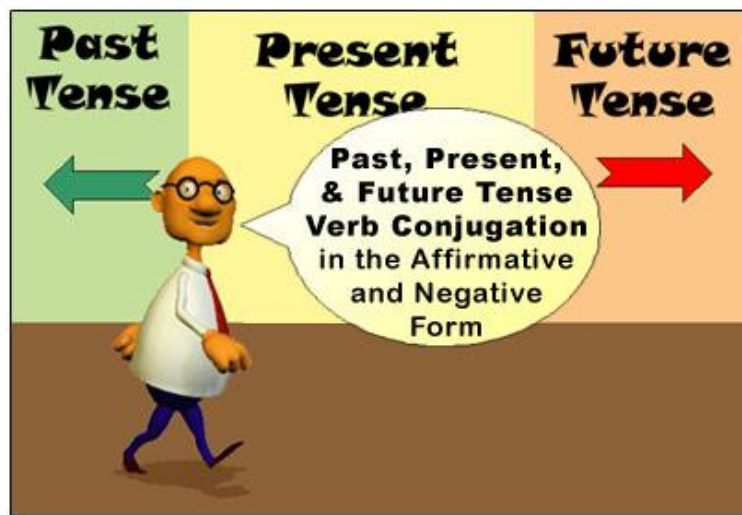 Past
Tense
Present
Tense
Future
Tense
Past, Present,
& Future Tense
Verb Conjugation
in the Affirmative
and Negative
Form